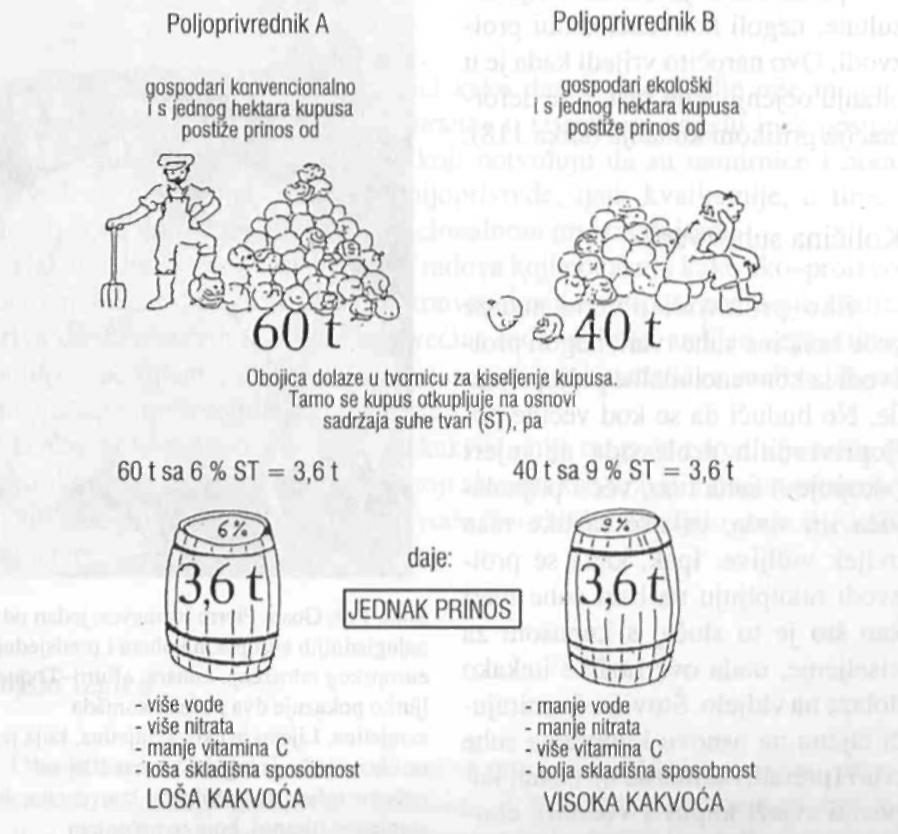 Poljoprivrednik A
gospodari konvencionalno
i s jednog hektara kupusa
postiže prinos od
60 t
Poljoprivrednik B
gospodari ekološki
i s jednog hektara kupusa
postiže prinos od
40 t
Obojica dolaze u tvornicu za kiseljenje kupusa.
Tamo se kupus otkupljuje na osnovi
sadržaja suhe tvari (ST), pa
60 t sa 6 % ST = 3,6 t
40 t sa 9 % ST = 3,6 t
6%
3,6 t
daje:
JEDNAK PRINOS
9%
3,6 t
- više vode
- više nitrata
- manje vitamina C
- loša skladišna sposobnost
LOŠA KAKVOĆA
- manje vode
- manje nitrata
- više vitamina C
- bolja skladišna sposobnost
VISOKA KAKVOĆA